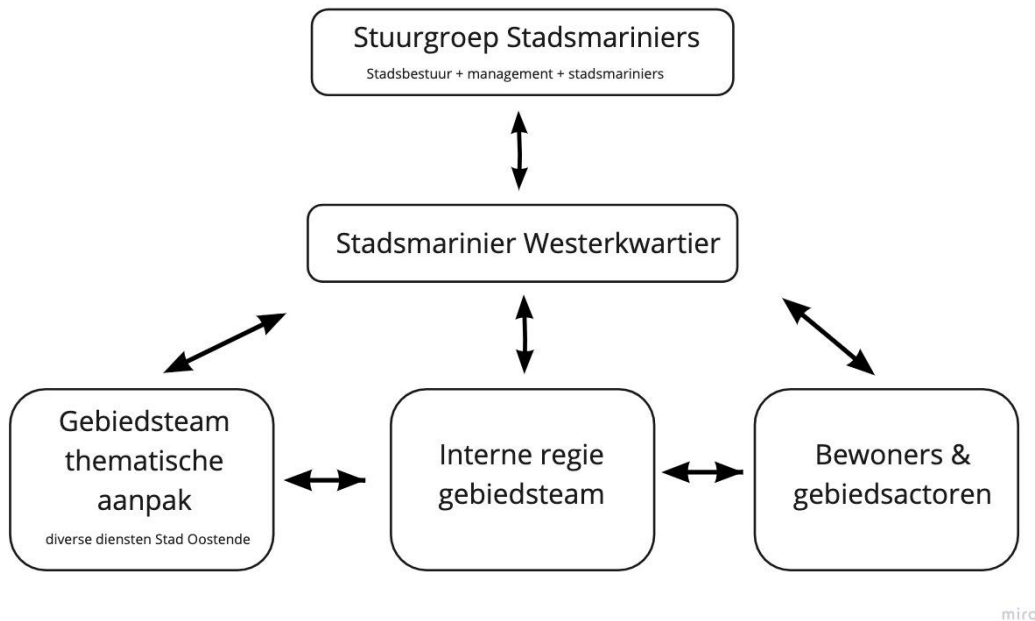 Stuurgroep Stadsmariniers
Stadsbestuur + management + stadsmariniers
Stadsmarinier Westerkwartier
Gebiedsteam
thematische
aanpak
diverse diensten Stad Oostende
Interne regie
gebiedsteam
Bewoners &
gebiedsactoren
mirc